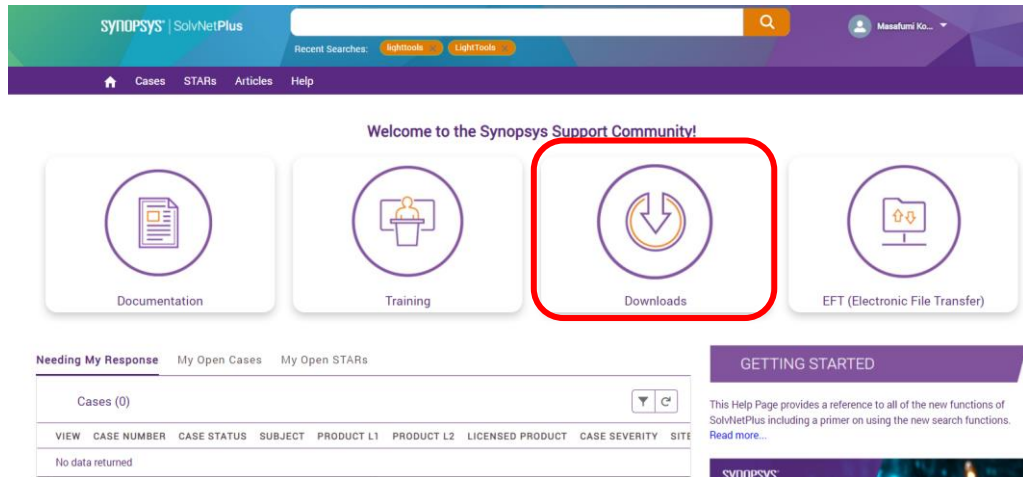 SYNOPSYS® | SolvNetPlus
Masafumi Ko...
Recent Searches: lighttools × LightTools ×
Cases STARs Articles Help
Welcome to the Synopsys Support Community!
Documentation Training Downloads EFT (Electronic File Transfer)
Needing My Response My Open Cases My Open STARs
GETTING STARTED
Cases (0)
This Help Page provides a reference to all of the new functions of
SolvNetPlus including a primer on using the new search functions.
Read more...
VIEW CASE NUMBER CASE STATUS SUBJECT PRODUCT L1 PRODUCT L2 LICENSED PRODUCT CASE SEVERITY SITE
No data returned
SYNOPSYS®